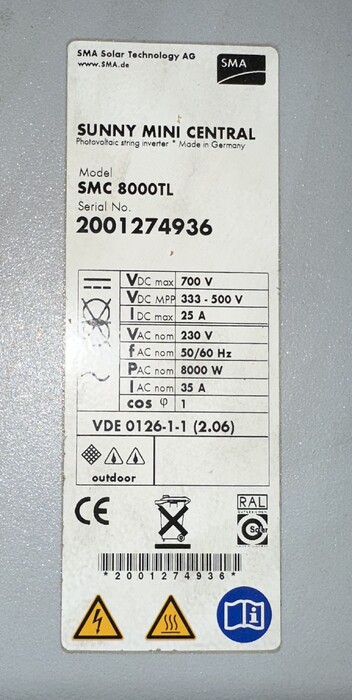 SMA Solar Technology AG
www.SMA.de
SMA
SUNNY MINI CENTRAL
Photovoltaic string inverter * Made in Germany
Model
SMC 8000TL
Serial No.
2001274936
VDC max 700 V
VDC MPP 333 - 500 V
IDC max 25 A
VAC nom 230 V
fAC nom 50/60 Hz
PAC nom 8000 W
IAC nom 35 A
cos φ 1
VDE 0126-1-1 (2.06)
outdoor
CE
RAL
Solar
*2001274936*
i